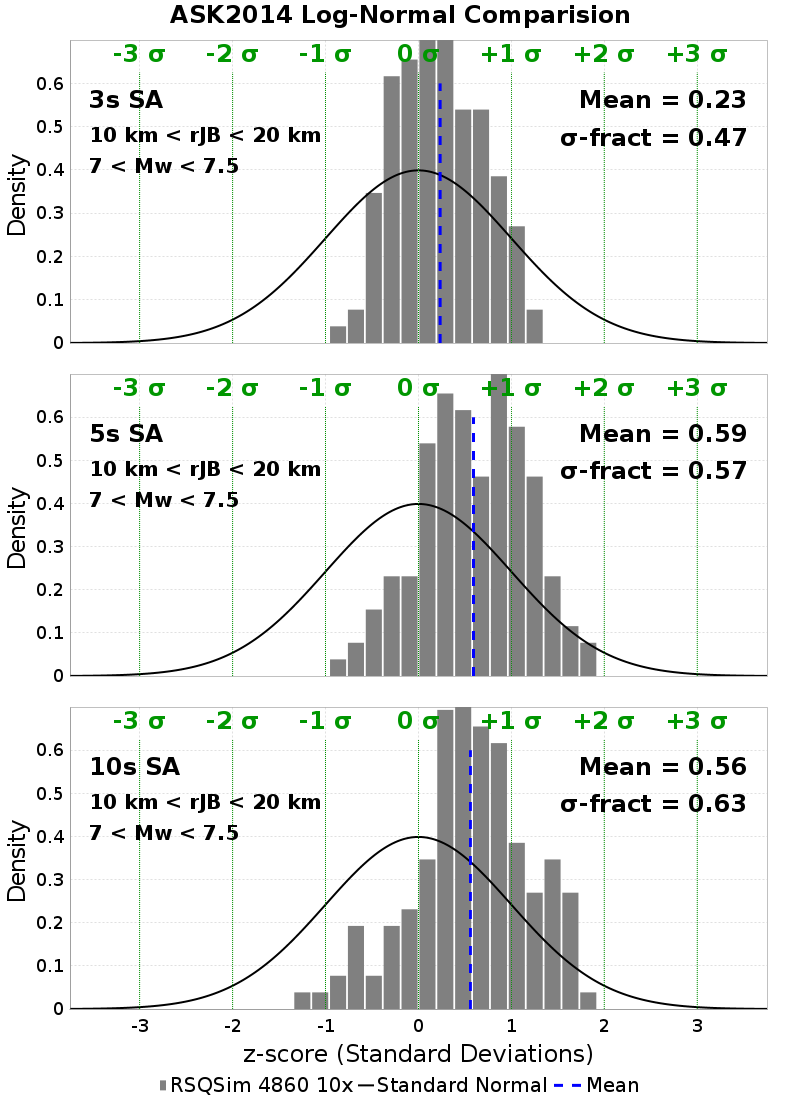 ASK2014 Log-Normal Comparision
-3 σ -2 σ -1 σ 0 σ +1 σ +2 σ +3 σ
3s SA
Mean = 0.23
10 km < rJB < 20 km
σ-fract = 0.47
7 < Mw < 7.5
0.6
0.5
0.4
0.3
0.2
0.1
0
Density
-3 σ -2 σ -1 σ 0 σ +1 σ +2 σ +3 σ
5s SA
Mean = 0.59
10 km < rJB < 20 km
σ-fract = 0.57
7 < Mw < 7.5
0.6
0.5
0.4
0.3
0.2
0.1
0
Density
-3 σ -2 σ -1 σ 0 σ +1 σ +2 σ +3 σ
10s SA
Mean = 0.56
10 km < rJB < 20 km
σ-fract = 0.63
7 < Mw < 7.5
0.6
0.5
0.4
0.3
0.2
0.1
0
Density
-3 -2 -1 0 1 2 3
z-score (Standard Deviations)
RSQSim 4860 10x Standard Normal Mean